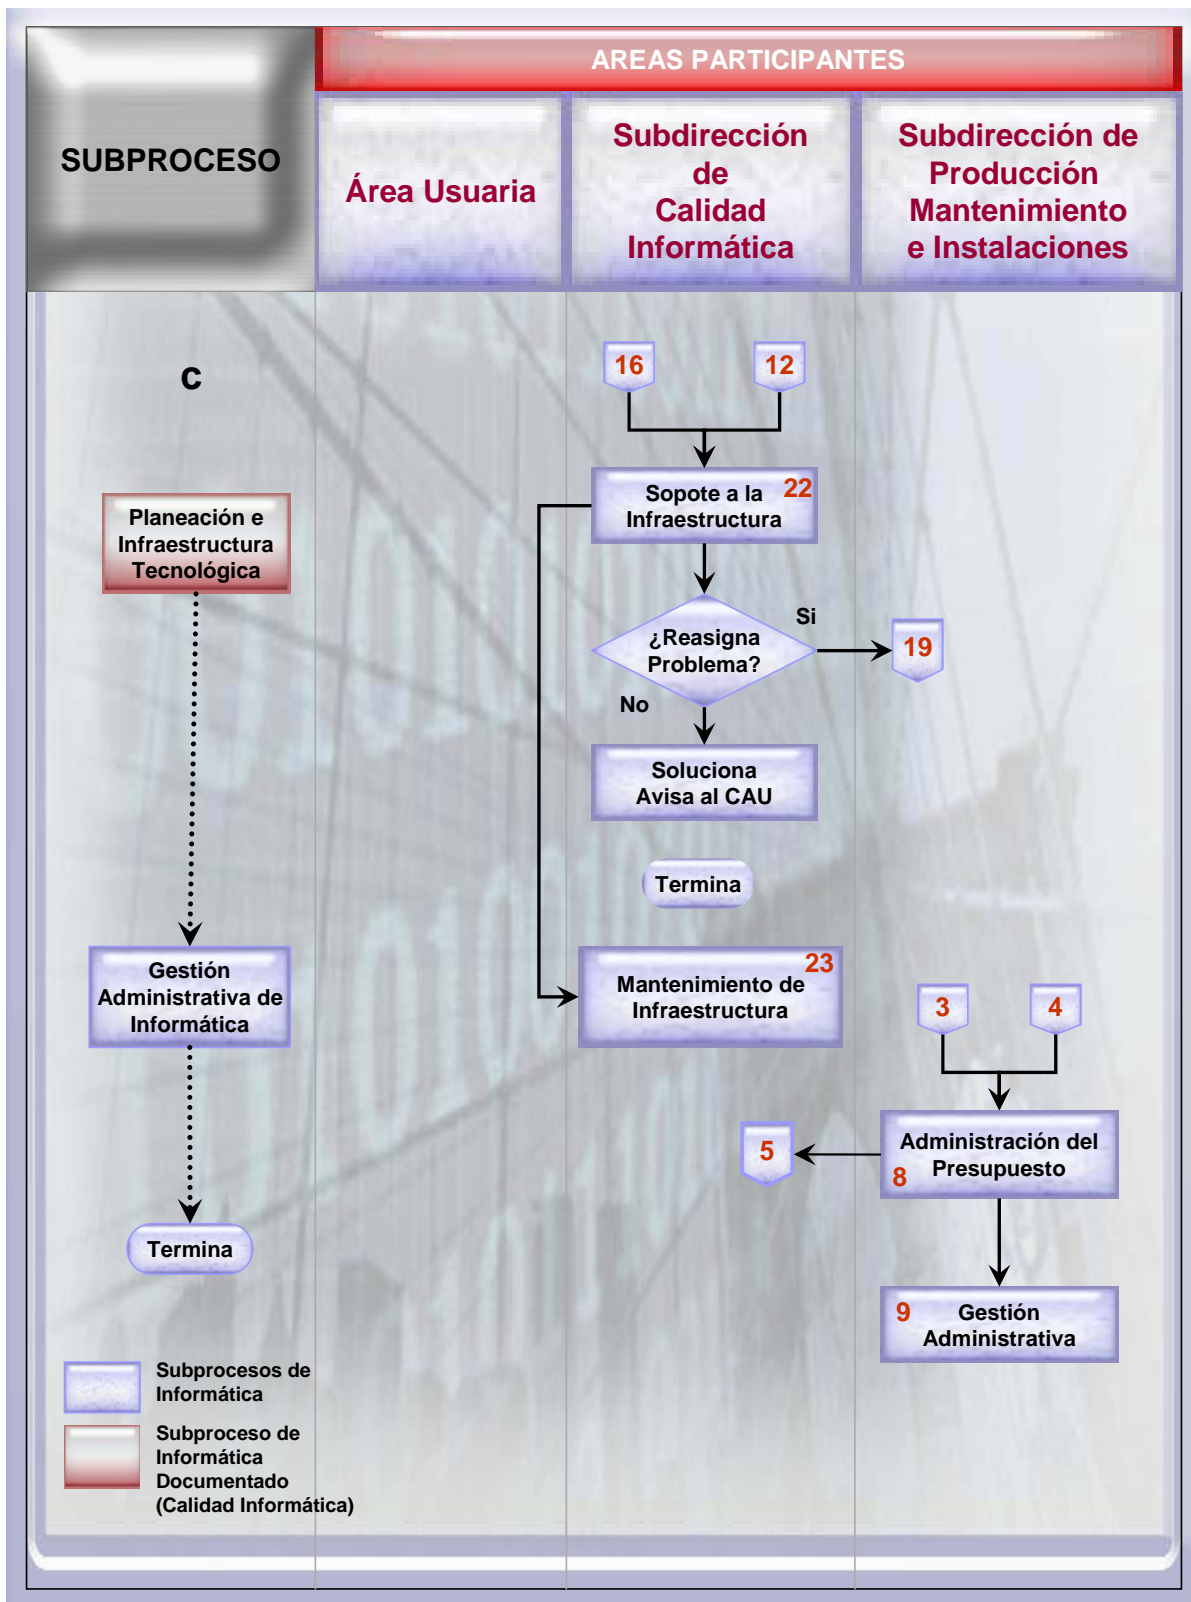 AREAS PARTICIPANTES
SUBPROCESO
Área Usuaria
Subdirección
de
Calidad
Informática
Subdirección de
Producción
Mantenimiento
e Instalaciones
C
16
12
Sopote a la
Infraestructura
22
Planeación e
Infraestructura
Tecnológica
¿Reasigna
Problema?
Si
19
No
Soluciona
Avisa al CAU
Termina
Gestión
Administrativa de
Informática
Mantenimiento de
Infraestructura
23
3
4
5
Administración del
Presupuesto
8
Termina
9
Gestión
Administrativa
Subprocesos de
Informática
Subproceso de
Informática
Documentado
(Calidad Informática)